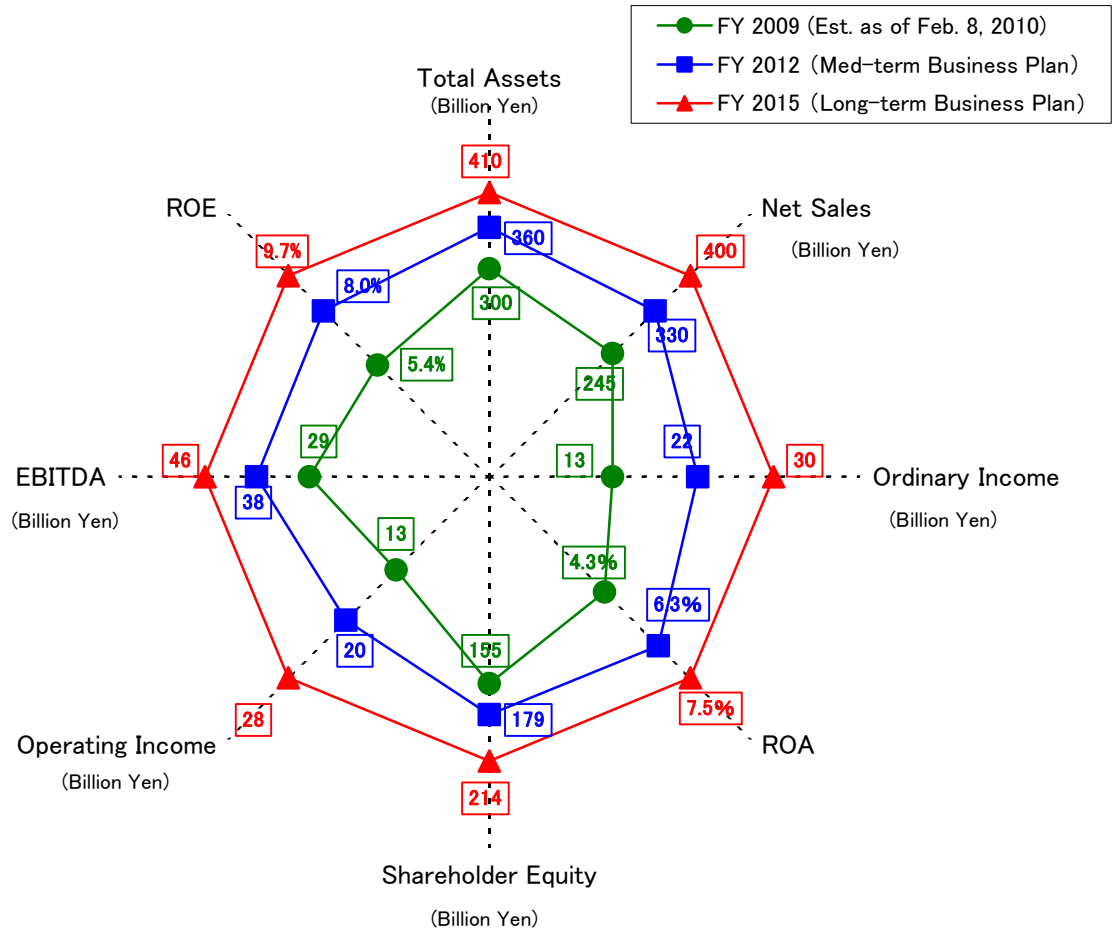 FY 2009 (Est. as of Feb. 8, 2010)
FY 2012 (Med-term Business Plan)
FY 2015 (Long-term Business Plan)
Total Assets
(Billion Yen)
410
360
300
ROE
9.7%
8.0%
5.4%
Net Sales
(Billion Yen)
400
330
245
EBITDA
(Billion Yen)
46
38
29
Ordinary Income
(Billion Yen)
13
22
30
Operating Income
(Billion Yen)
13
20
28
ROA
4.3%
6.3%
7.5%
155
179
214
Shareholder Equity
(Billion Yen)